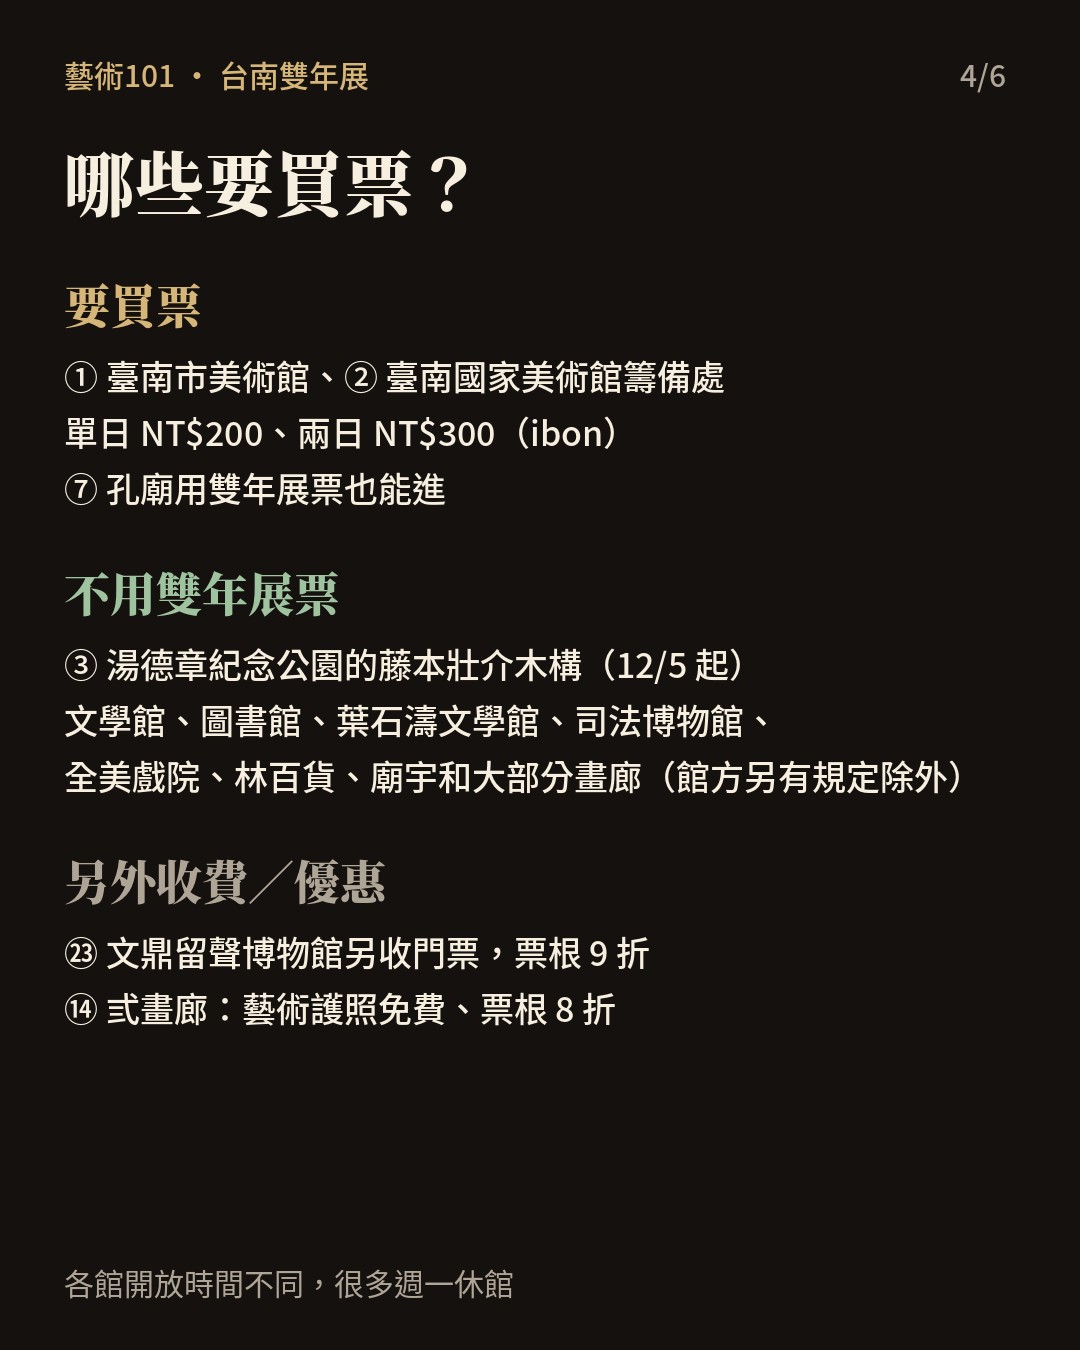 藝術101 · 台南雙年展
4/6
哪些要買票？
要買票
① 臺南市美術館、② 臺南國家美術館籌備處
單日 NT$200、兩日 NT$300（ibon）
⑦ 孔廟用雙年展票也能進
不用雙年展票
③ 湯德章紀念公園的藤本壯介木構（12/5 起）
文學館、圖書館、葉石濤文學館、司法博物館、
全美戲院、林百貨、廟宇和大部分畫廊（館方另有規定除外）
另外收費／優惠
㉓ 文鼎留聲博物館另收門票，票根 9 折
⑭ 弎畫廊：藝術護照免費、票根 8 折
各館開放時間不同，很多週一休館